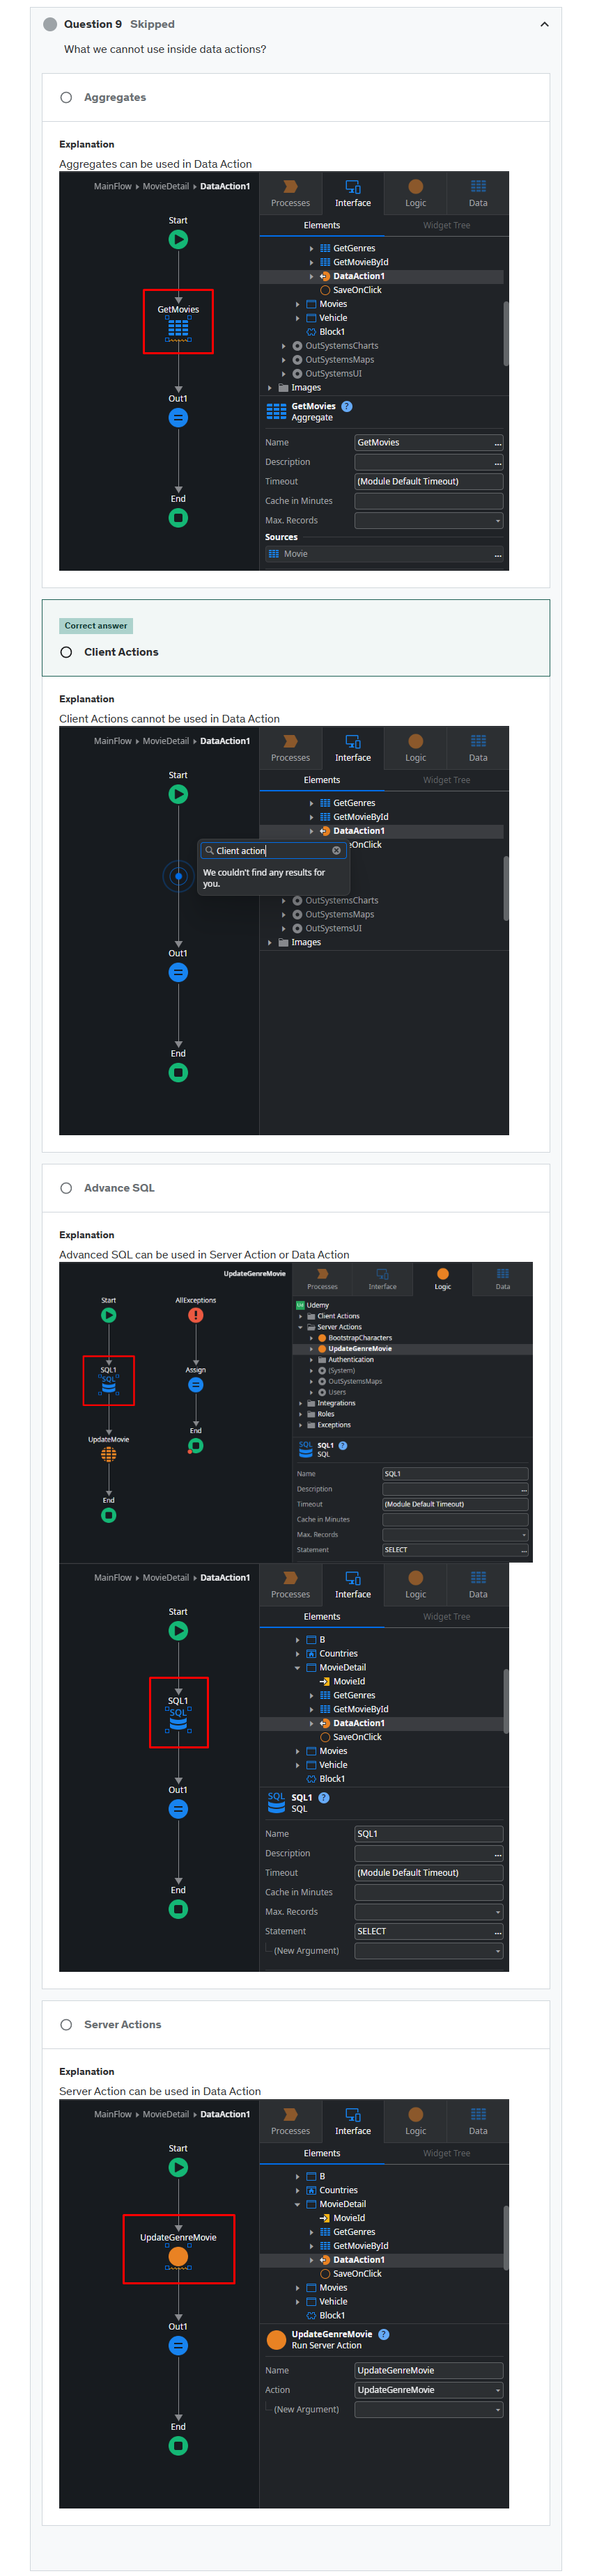 Question 9 Skipped
What we cannot use inside data actions?
Aggregates
Explanation
Aggregates can be used in Data Action
MainFlow MovieDetail DataAction1
Processes Interface Logic Data
Elements Widget Tree
Start
GetMovies
Out1
End
GetGenres
GetMovieById
DataAction1
SaveOnClick
Movies
Vehicle
Block1
OutSystemsCharts
OutSystemsMaps
OutSystemsUI
Images
GetMovies ?
Aggregate
Name GetMovies ...
Description ...
Timeout (Module Default Timeout)
Cache in Minutes
Max. Records
Sources
Movie ...
Correct answer
Client Actions
Explanation
Client Actions cannot be used in Data Action
MainFlow MovieDetail DataAction1
Processes Interface Logic Data
Elements Widget Tree
Start
Client action
We couldn't find any results for
you.
Out1
End
GetGenres
GetMovieById
DataAction1
eOnClick
OutSystemsCharts
OutSystemsMaps
OutSystemsUI
Images
Advance SQL
Explanation
Advanced SQL can be used in Server Action or Data Action
UpdateGenreMovie
Processes Interface Logic Data
Start
SQL1
SQL
UpdateMovie
End
AllExceptions
Assign
End
Udemy
Client Actions
Server Actions
BootstrapCharacters
UpdateGenreMovie
Authentication
(System)
OutSystemsMaps
Users
Integrations
Roles
Exceptions
SQL SQL1 ?
SQL
Name SQL1
Description ...
Timeout (Module Default Timeout)
Cache in Minutes
Max. Records
Statement SELECT ...
MainFlow MovieDetail DataAction1
Processes Interface Logic Data
Elements Widget Tree
Start
SQL1
SQL
Out1
End
B
Countries
MovieDetail
MovieId
GetGenres
GetMovieById
DataAction1
SaveOnClick
Movies
Vehicle
Block1
SQL SQL1 ?
SQL
Name SQL1
Description ...
Timeout (Module Default Timeout)
Cache in Minutes
Max. Records
Statement SELECT ...
(New Argument)
Server Actions
Explanation
Server Action can be used in Data Action
MainFlow MovieDetail DataAction1
Processes Interface Logic Data
Elements Widget Tree
Start
UpdateGenreMovie
Out1
End
B
Countries
MovieDetail
MovieId
GetGenres
GetMovieById
DataAction1
SaveOnClick
Movies
Vehicle
Block1
UpdateGenreMovie ?
Run Server Action
Name UpdateGenreMovie
Action UpdateGenreMovie
(New Argument)